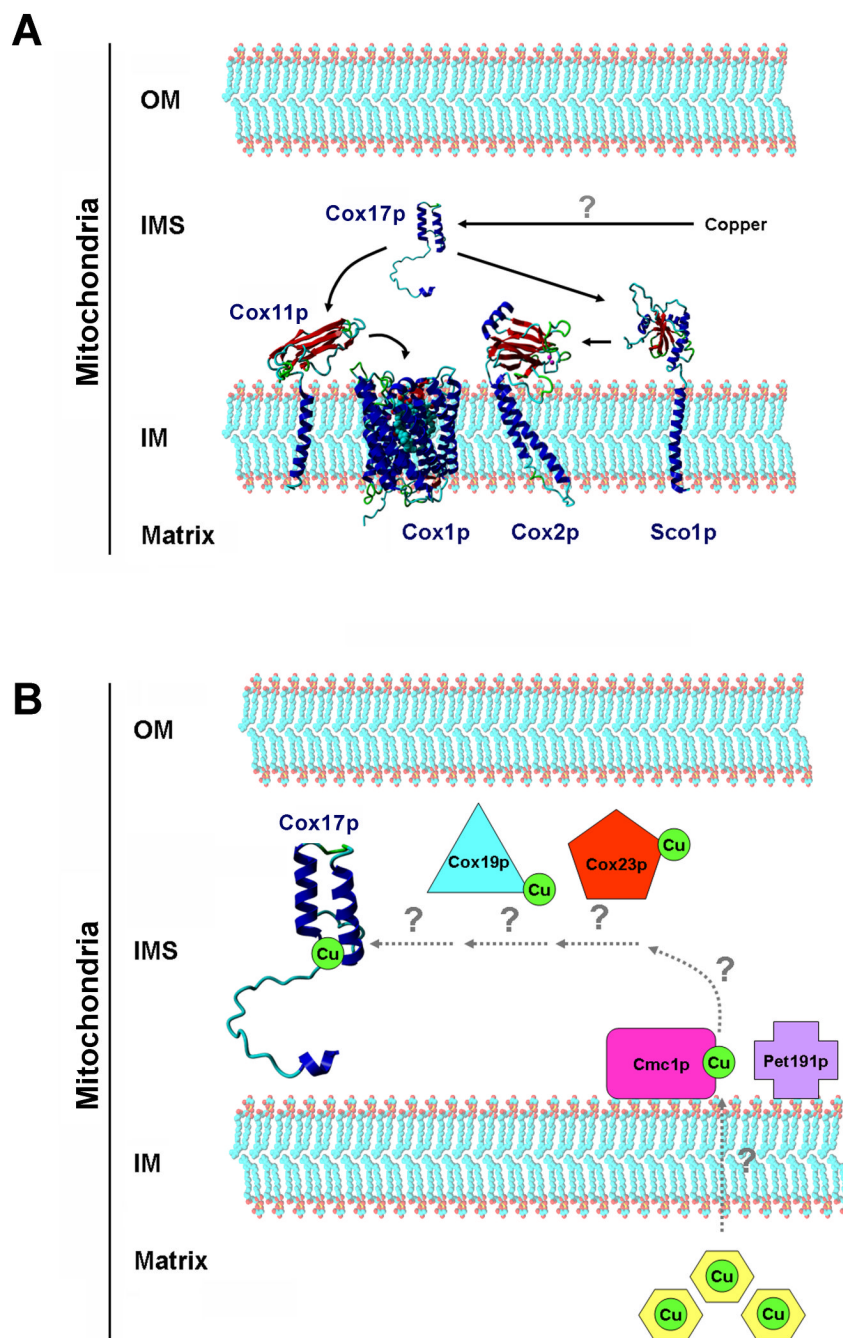 A
Mitochondria
OM
IMS
Cox17p
?
Copper
Cox11p
IM
Matrix
Cox1p
Cox2p
Sco1p
B
Mitochondria
OM
Cox17p
Cox19p
Cu
Cox23p
Cu
IMS
Cu
?
?
?
?
Cmc1p
Cu
Pet191p
IM
?
Matrix
Cu
Cu
Cu